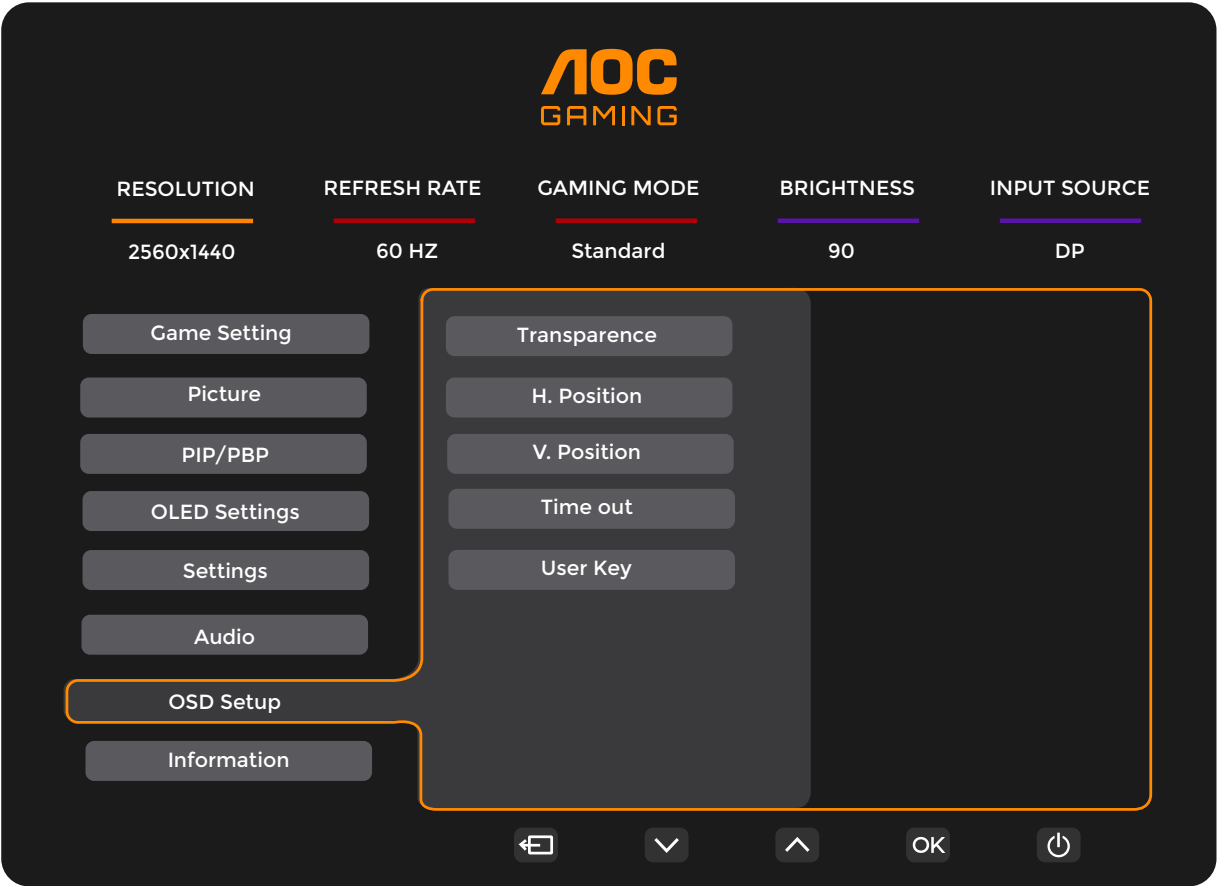 AOC
GAMING
RESOLUTION REFRESH RATE GAMING MODE BRIGHTNESS INPUT SOURCE
2560x1440 60 HZ Standard 90 DP
Game Setting
Picture
PIP/PBP
OLED Settings
Settings
Audio
OSD Setup
Information
Transparence
H. Position
V. Position
Time out
User Key
OK